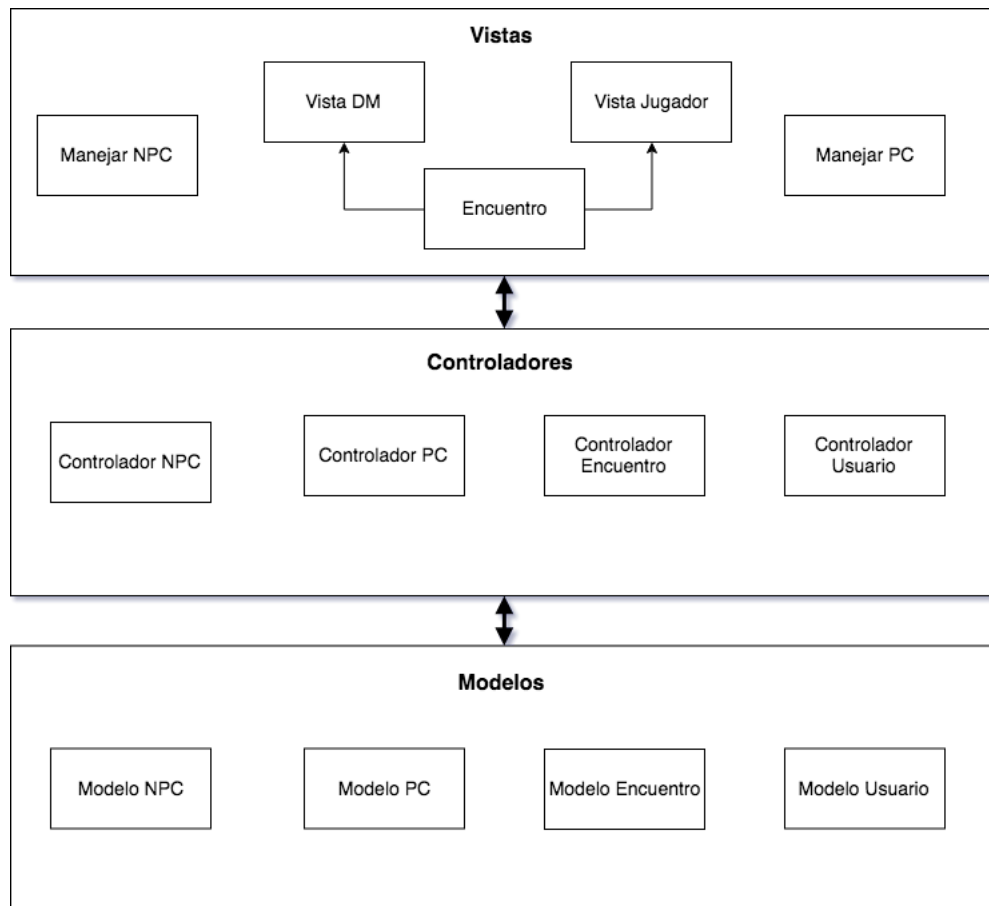 Vistas
Vista DM
Vista Jugador
Manejar NPC
Manejar PC
Encuentro
Controladores
Controlador NPC
Controlador PC
Controlador
Encuentro
Controlador
Usuario
Modelos
Modelo NPC
Modelo PC
Modelo Encuentro
Modelo Usuario